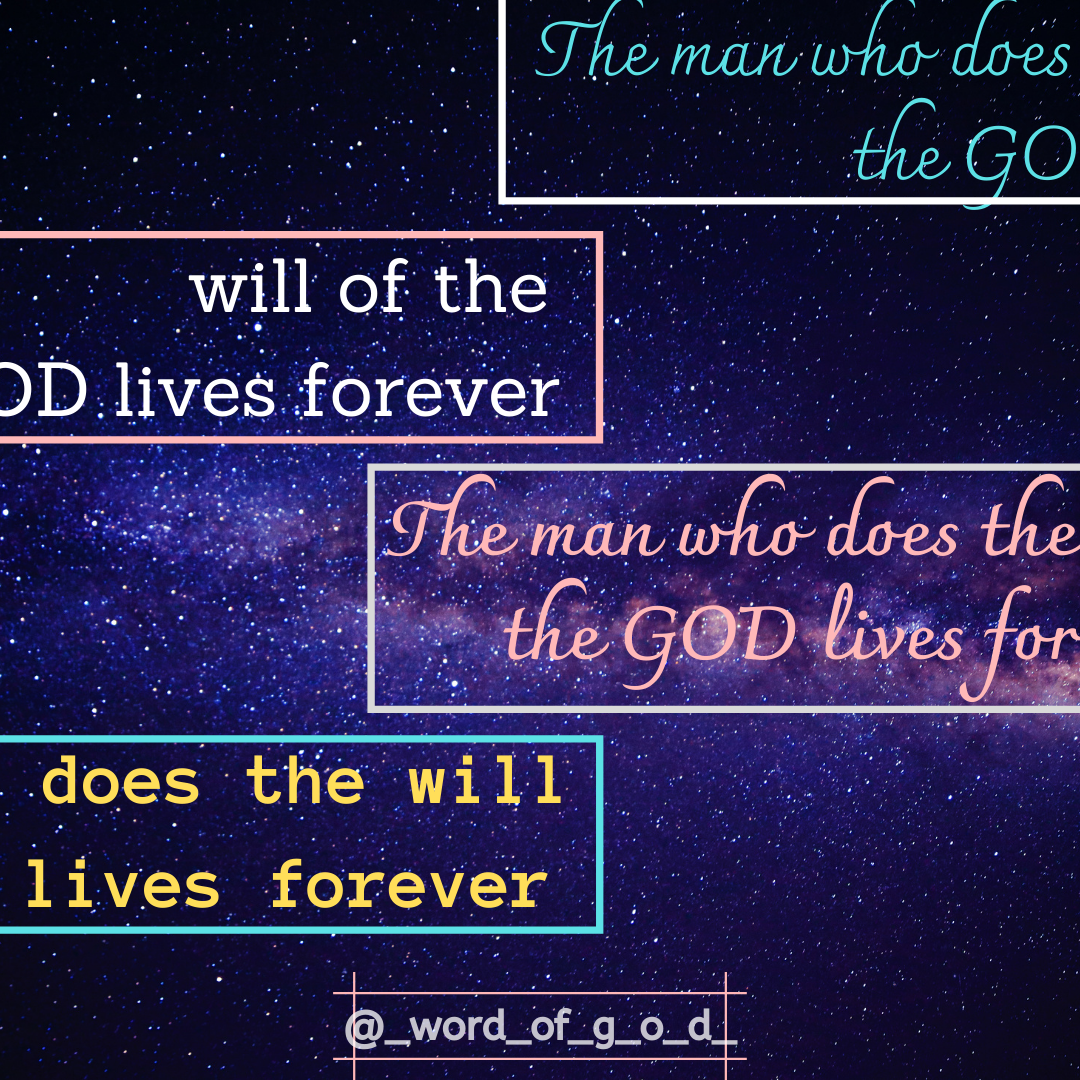 The man who does
the GO
will of the
OD lives forever
The man who does the
the GOD lives for
does the will
lives forever
@_word_of_g_o_d_